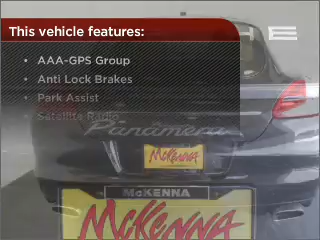 This vehicle features:
• AAA-GPS Group
• Anti Lock Brakes
• Park Assist
• Satellite Radio
Panamera
McKENNA
McKENNA
McKENNA